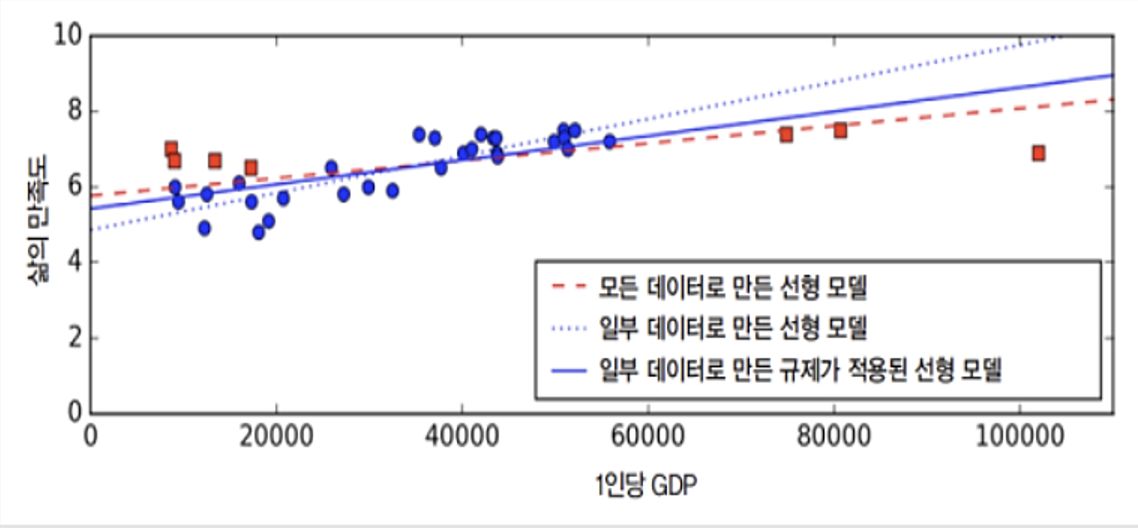 10
8
6
4
2
0
삶의 만족도
모든 데이터로 만든 선형 모델
일부 데이터로 만든 선형 모델
일부 데이터로 만든 규제가 적용된 선형 모델
0 20000 40000 60000 80000 100000
1인당 GDP